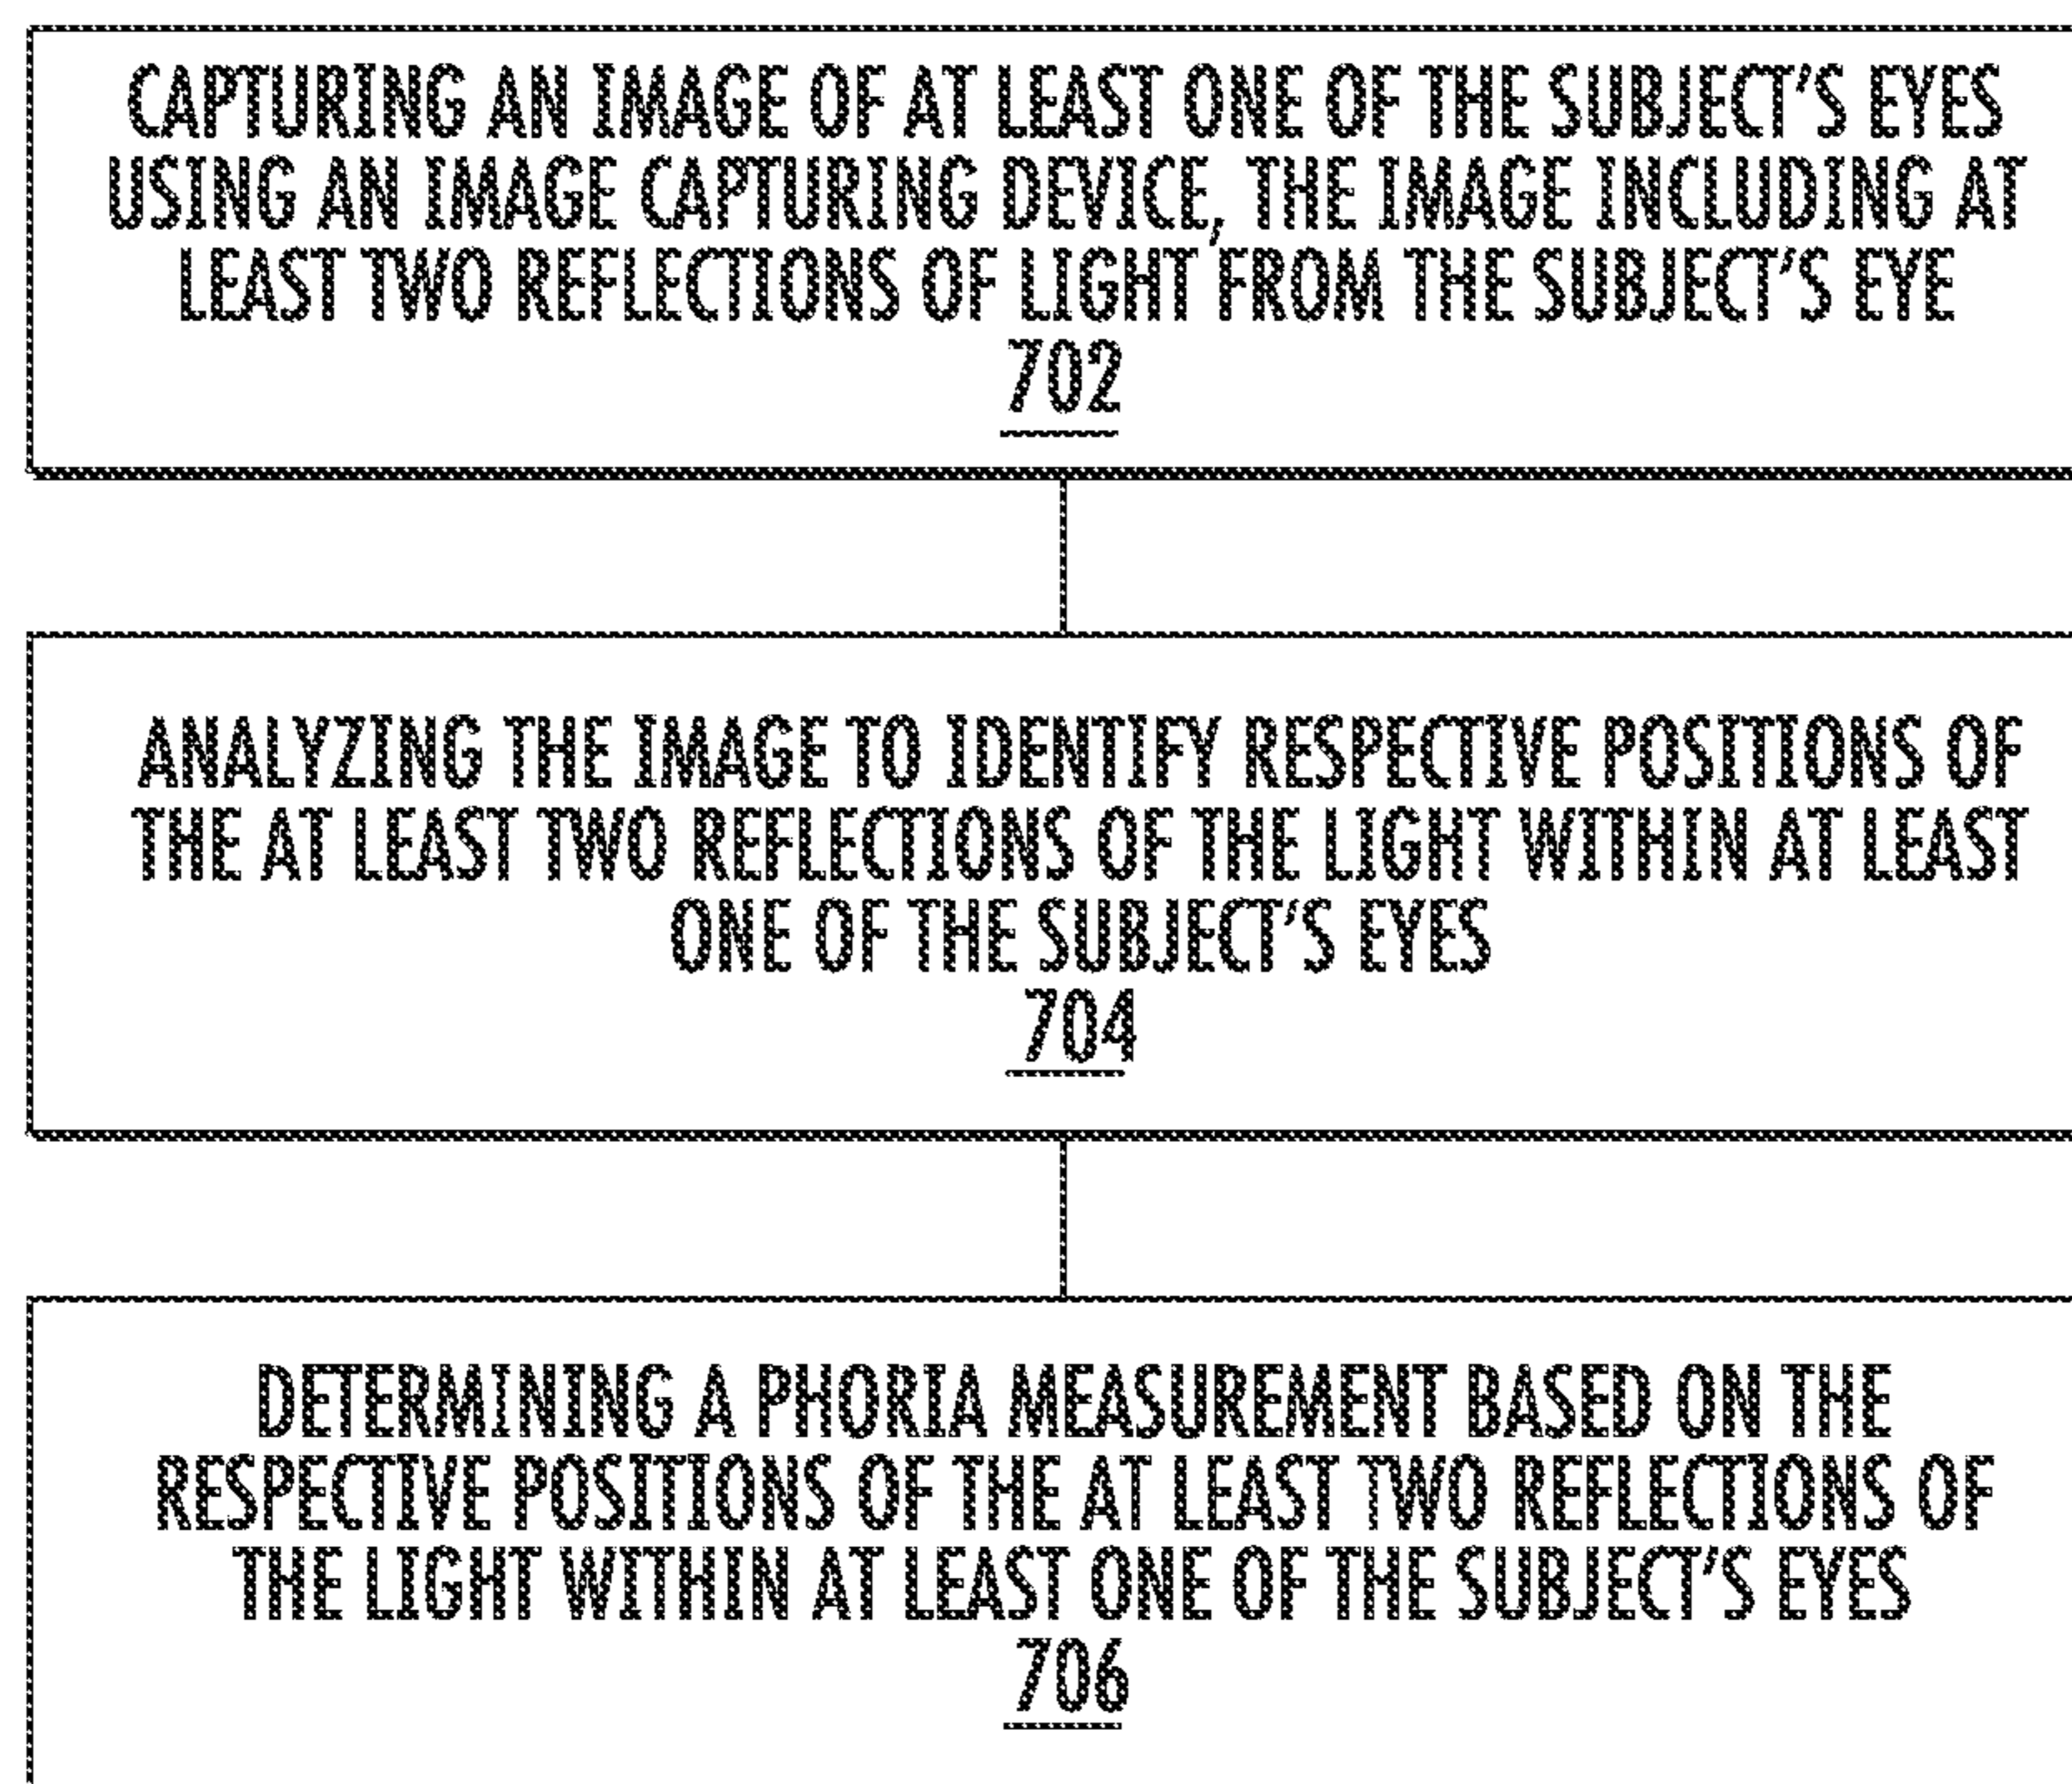 CAPTURING AN IMAGE OF AT LEAST ONE OF THE SUBJECT'S EYES
USING AN IMAGE CAPTURING DEVICE, THE IMAGE INCLUDING AT
LEAST TWO REFLECTIONS OF LIGHT FROM THE SUBJECT'S EYE
702
ANALYZING THE IMAGE TO IDENTIFY RESPECTIVE POSITIONS OF
THE AT LEAST TWO REFLECTIONS OF THE LIGHT WITHIN AT LEAST
ONE OF THE SUBJECT'S EYES
704
DETERMINING A PHORIA MEASUREMENT BASED ON THE
RESPECTIVE POSITIONS OF THE AT LEAST TWO REFLECTIONS OF
THE LIGHT WITHIN AT LEAST ONE OF THE SUBJECT'S EYES
706